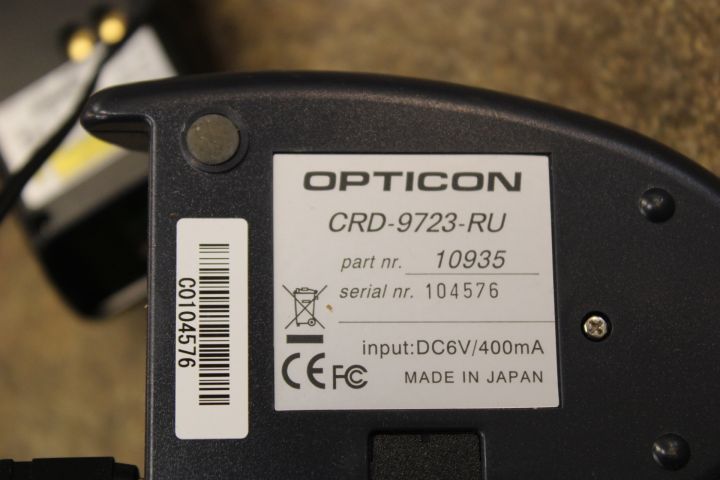 OPTICON
CRD-9723-RU
part nr. 10935
serial nr. 104576
input:DC6V/400mA
CE FC MADE IN JAPAN
C0104576